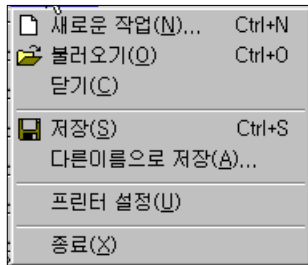 새로운 작업(N)... Ctrl+N
불러오기(O) Ctrl+O
닫기(C)
저장(S) Ctrl+S
다른이름으로 저장(A)...
프린터 설정(U)
종료(X)